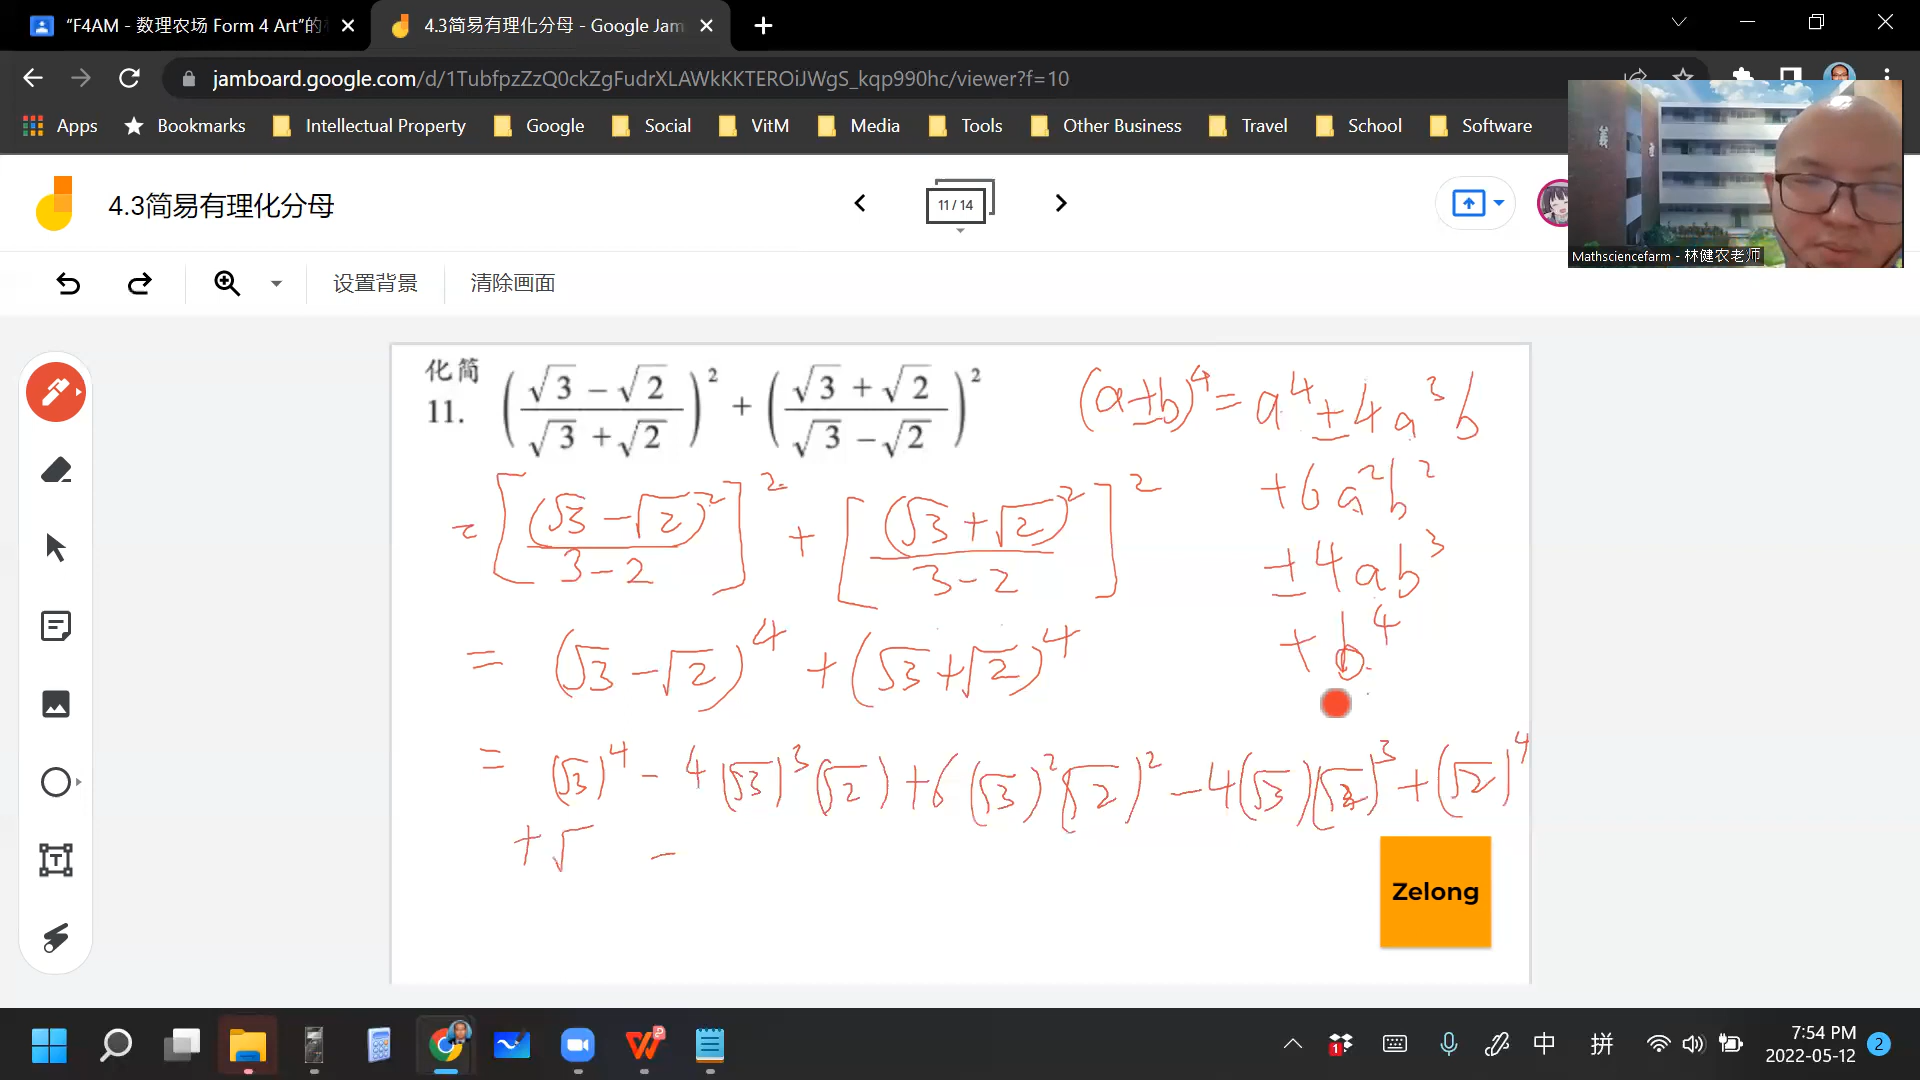 "F4AM - 数理农场 Form 4 Art"的
4.3简易有理化分母 - Google Jam
jamboard.google.com/d/1TubfpzZzQ0ckZgFudrXLAWkKKTEROiJWgS_kqp990hc/viewer?f=10
Apps Bookmarks Intellectual Property Google Social VitM Media Tools Other Business Travel School Software
4.3简易有理化分母
11 / 14
Mathsciencefarm - 林健农老师
设置背景 清除画面
化简
11. ((√3 − √2)/(√3 + √2))² + ((√3 + √2)/(√3 − √2))²
(a±b)⁴ = a⁴ ± 4a³b
+6a²b²
±4ab³
+b⁴
= [(√3 − √2)²/(3−2)]² + [(√3 + √2)²/(3−2)]²
= (√3 − √2)⁴ + (√3 + √2)⁴
= (√3)⁴ − 4(√3)³(√2) + 6(√3)²(√2)² − 4(√3)(√2)³ + (√2)⁴
+√ −
Zelong
中 拼
7:54 PM
2022-05-12
2
1